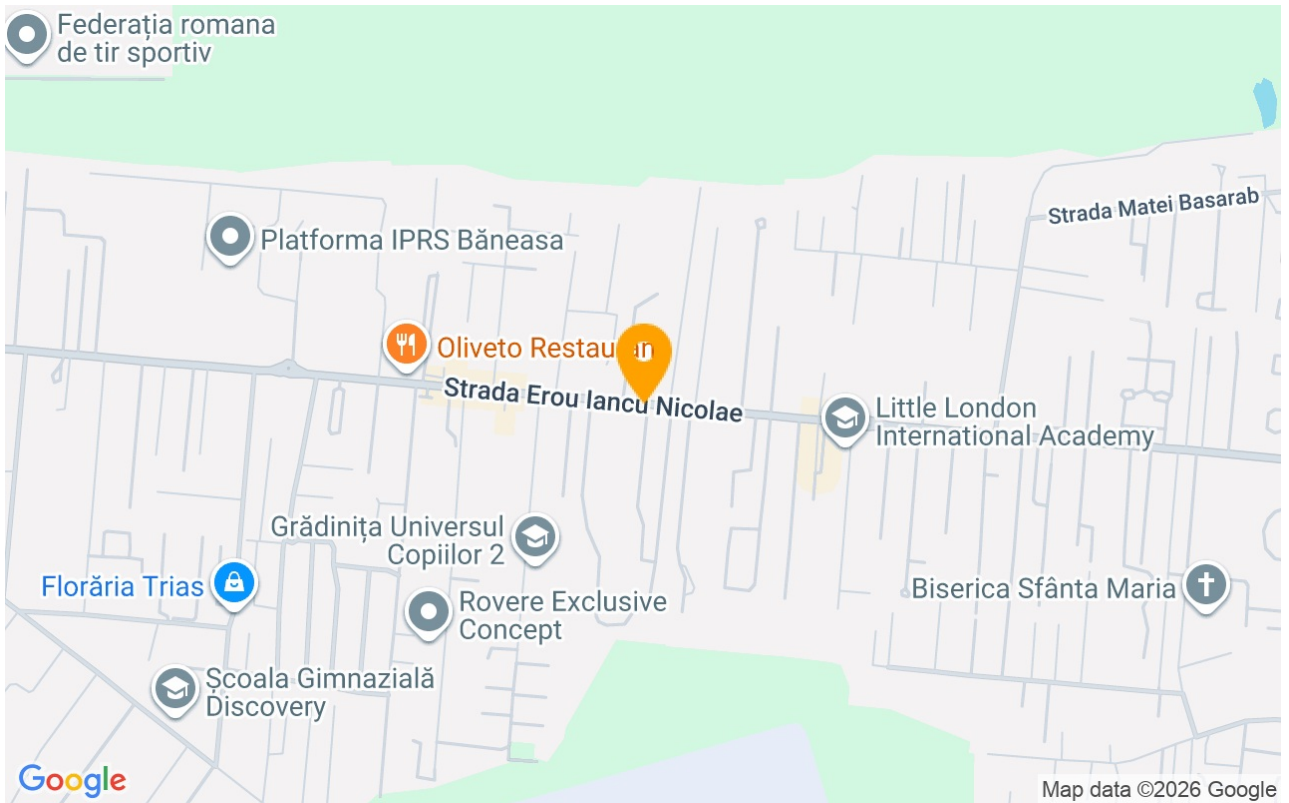 Federația romana
de tir sportiv
Strada Matei Basarab
Platforma IPRS Băneasa
Oliveto Restauran
Strada Erou Iancu Nicolae
Little London
International Academy
Grădinița Universul
Copiilor 2
Florăria Trias
Biserica Sfânta Maria
Rovere Exclusive
Concept
Școala Gimnazială
Discovery
Google
Map data ©2026 Google